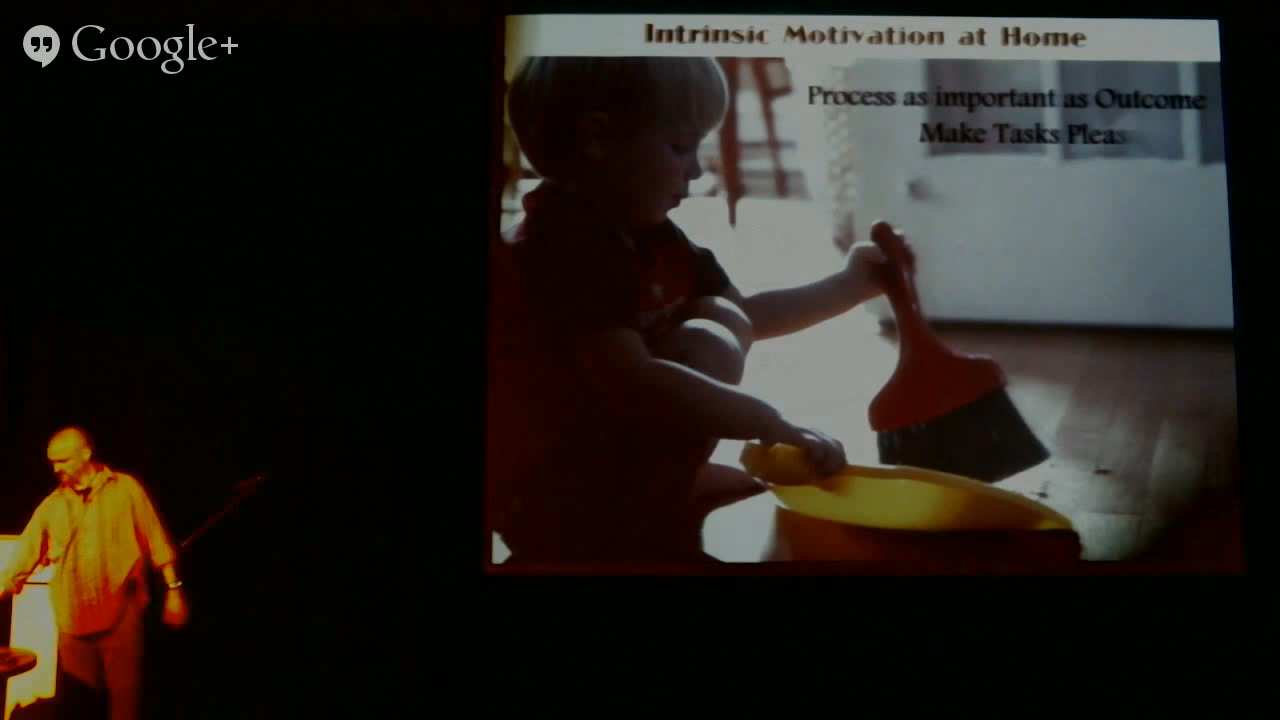 Google+
Intrinsic Motivation at Home
Process as important as Outcome
Make Tasks Pleas